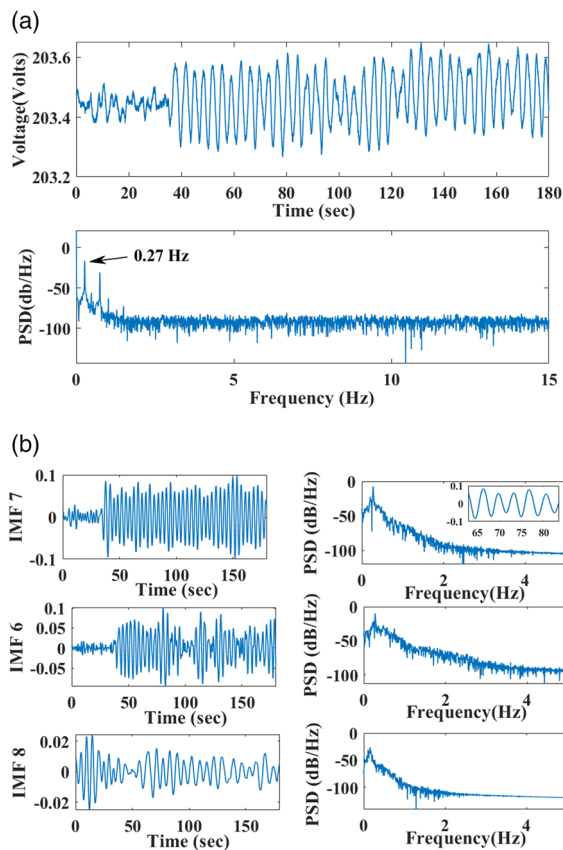 (a)
203.6
203.4
203.2
Voltage(Volts)
0 20 40 60 80 100 120 140 160 180
Time (sec)
0
-50
-100
PSD(db/Hz)
0.27 Hz
0 5 10 15
Frequency (Hz)
(b)
0.1
0
-0.1
IMF 7
50 100 150
Time (sec)
0
-50
-100
PSD (dB/Hz)
0.1
0
-0.1
65 70 75 80
0 2 4
Frequency(Hz)
0.1
0.05
0
-0.05
IMF 6
0 50 100 150
Time (sec)
0
-50
-100
PSD (dB/Hz)
0 2 4
Frequency(Hz)
0.02
0
-0.02
IMF 8
0 50 100 150
Time (sec)
0
-100
PSD (dB/Hz)
0 2 4
Frequency(Hz)